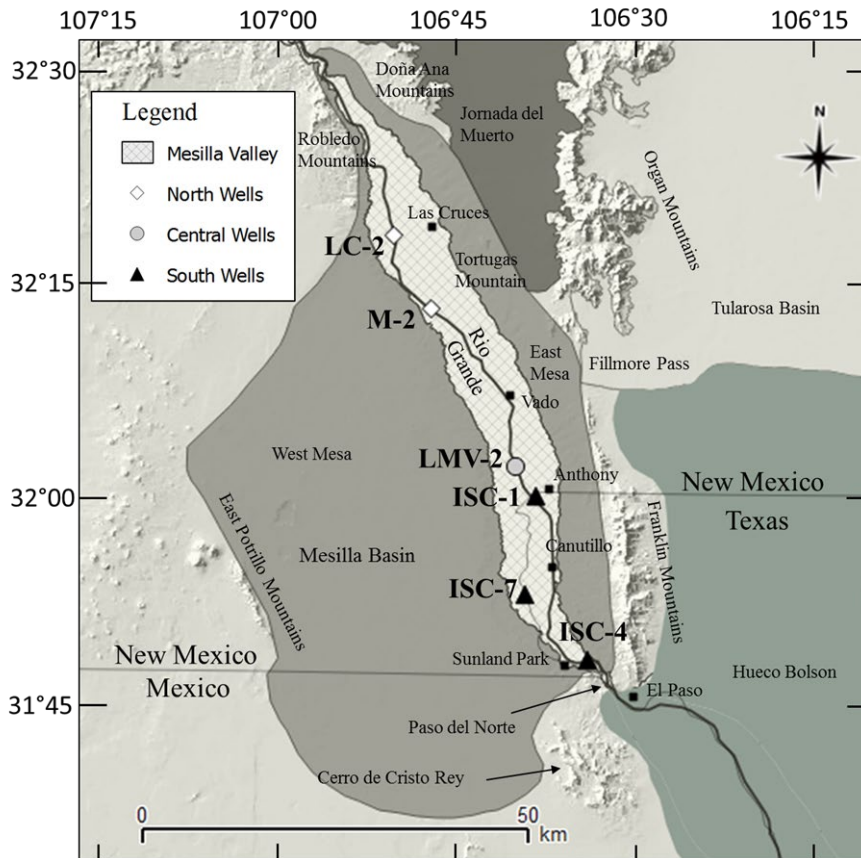 107°15'
107°00'
106°45'
106°30'
106°15'
32°30
32°15'
32°00'
31°45'
Legend
Mesilla Valley
North Wells
Central Wells
South Wells
Doña Ana
Mountains
Jornada del
Muerto
Robledo
Mountains
N
Organ Mountains
Las Cruces
LC-2
Tortugas
Mountain
Tularosa Basin
M-2
Rio
Grande
East
Mesa
Fillmore Pass
Vado
West Mesa
LMV-2
Anthony
ISC-1
New Mexico
Texas
East Potrillo Mountains
Mesilla Basin
Canutillo
Franklin Mountains
ISC-7
ISC-4
New Mexico
Mexico
Sunland Park
Hueco Bolson
El Paso
Paso del Norte
Cerro de Cristo Rey
0
50
km